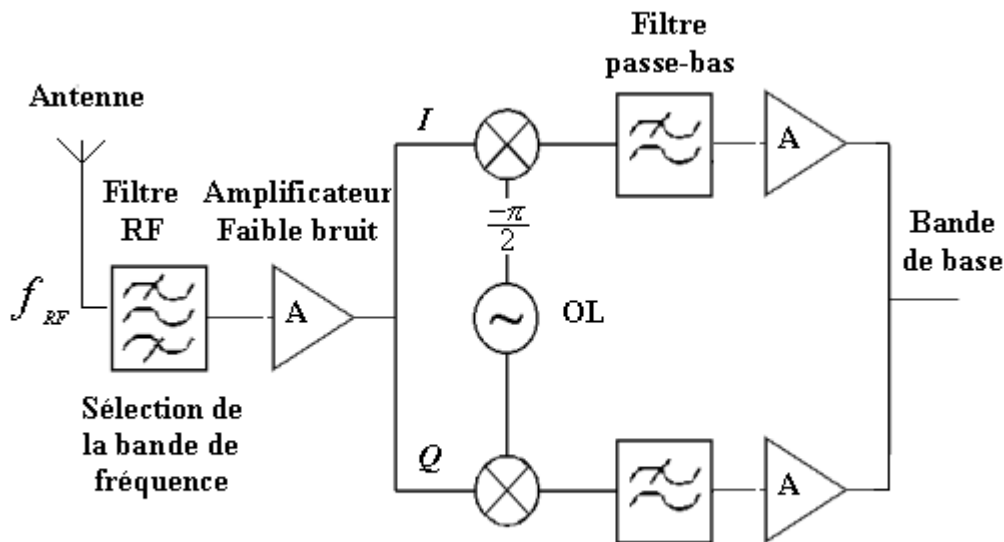 Filtre
passe-bas
Antenne
I
A
Filtre
RF
Amplificateur
Faible bruit
-π
2
Bande
de base
f RF
A
OL
Sélection de
la bande de
fréquence
Q
A